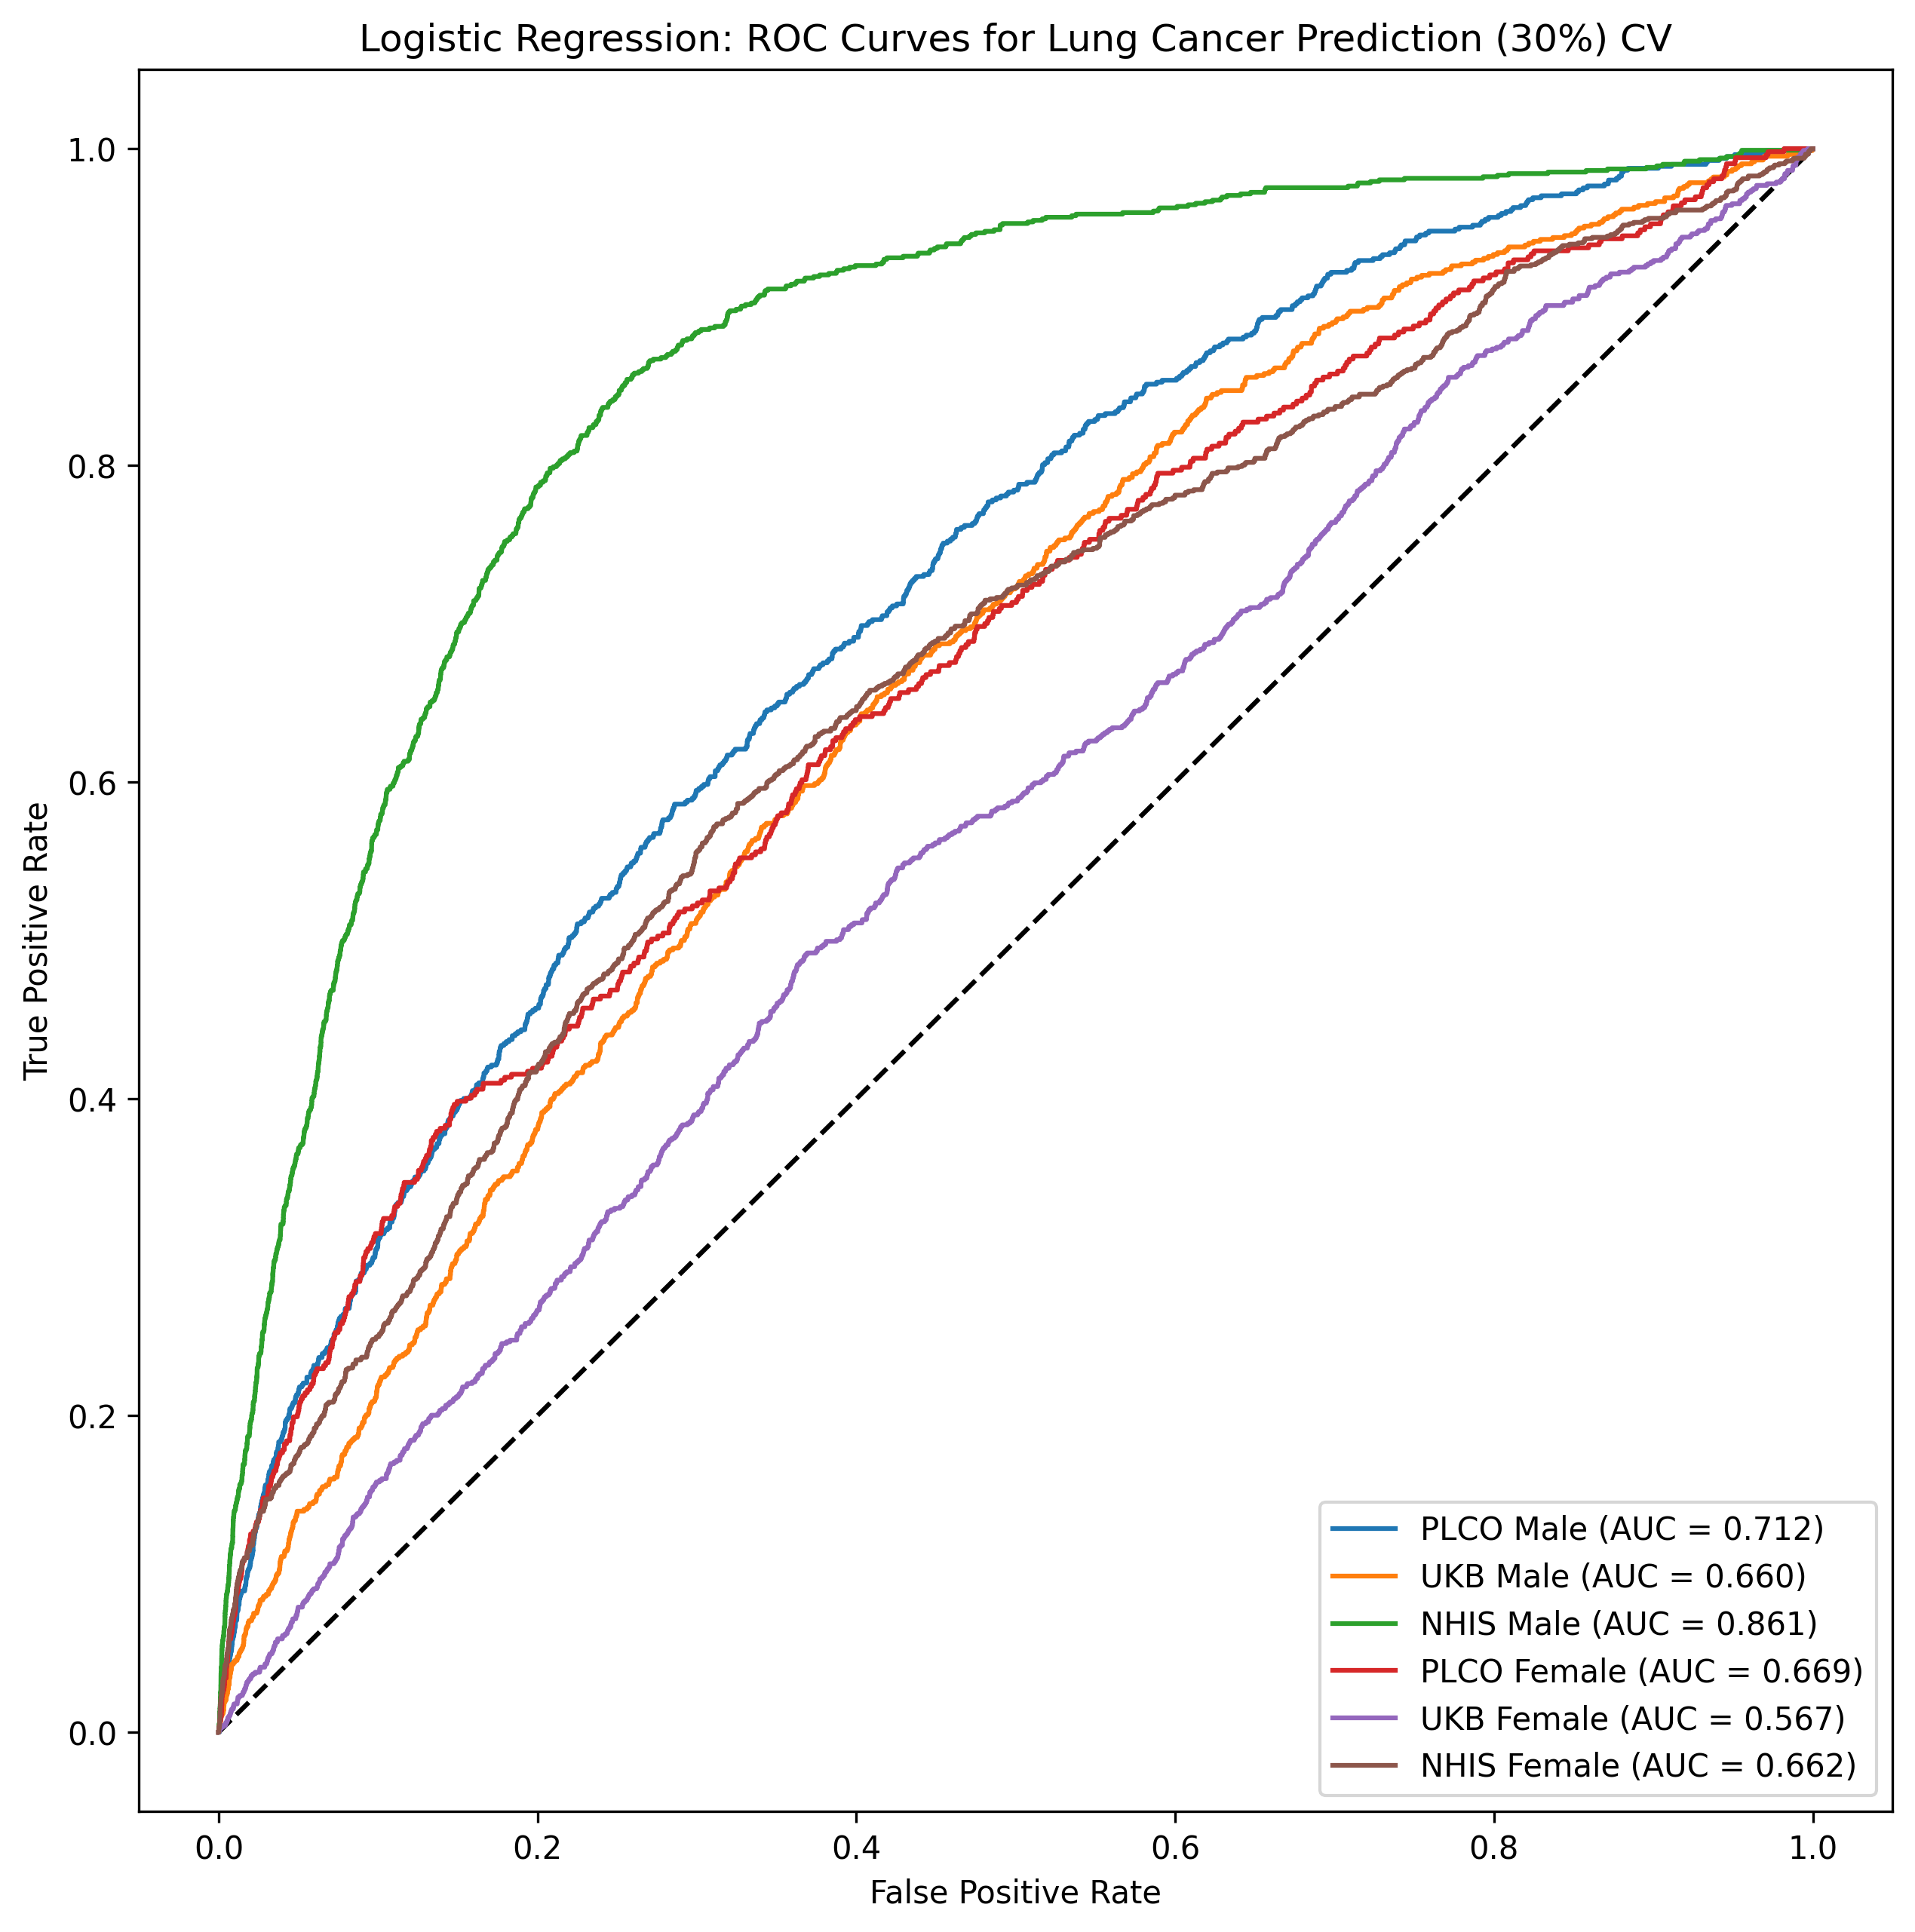 Logistic Regression: ROC Curves for Lung Cancer Prediction (30%) CV
True Positive Rate
1.0
0.8
0.6
0.4
0.2
0.0
PLCO Male (AUC = 0.712)
UKB Male (AUC = 0.660)
NHIS Male (AUC = 0.861)
PLCO Female (AUC = 0.669)
UKB Female (AUC = 0.567)
NHIS Female (AUC = 0.662)
0.0 0.2 0.4 0.6 0.8 1.0
False Positive Rate